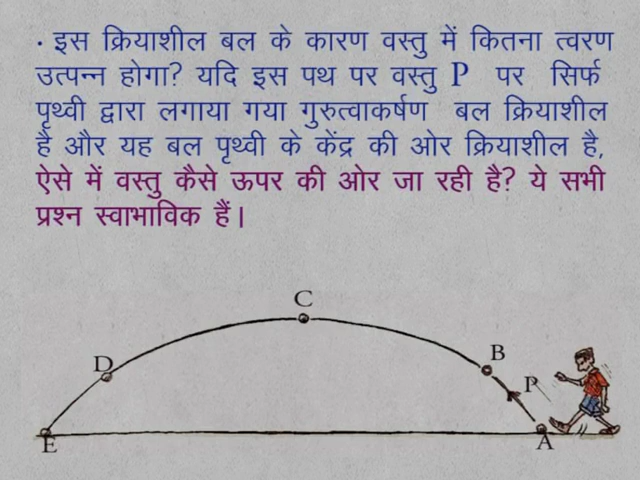 · इस क्रियाशील बल के कारण वस्तु में कितना त्वरण
उत्पन्न होगा? यदि इस पथ पर वस्तु P पर सिर्फ
पृथ्वी द्वारा लगाया गया गुरुत्वाकर्षण बल क्रियाशील
है और यह बल पृथ्वी के केंद्र की ओर क्रियाशील है,
ऐसे में वस्तु कैसे ऊपर की ओर जा रही है? ये सभी
प्रश्न स्वाभाविक हैं।
C
B
D
P
E
A